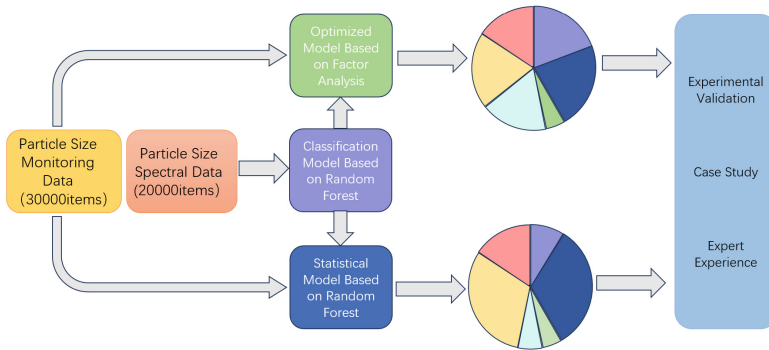 Particle Size
Monitoring
Data
(30000items)
Particle Size
Spectral Data
(20000items)
Optimized
Model Based
on Factor
Analysis
Classification
Model Based
on Random
Forest
Statistical
Model Based
on Random
Forest
Experimental
Validation
Case Study
Expert
Experience